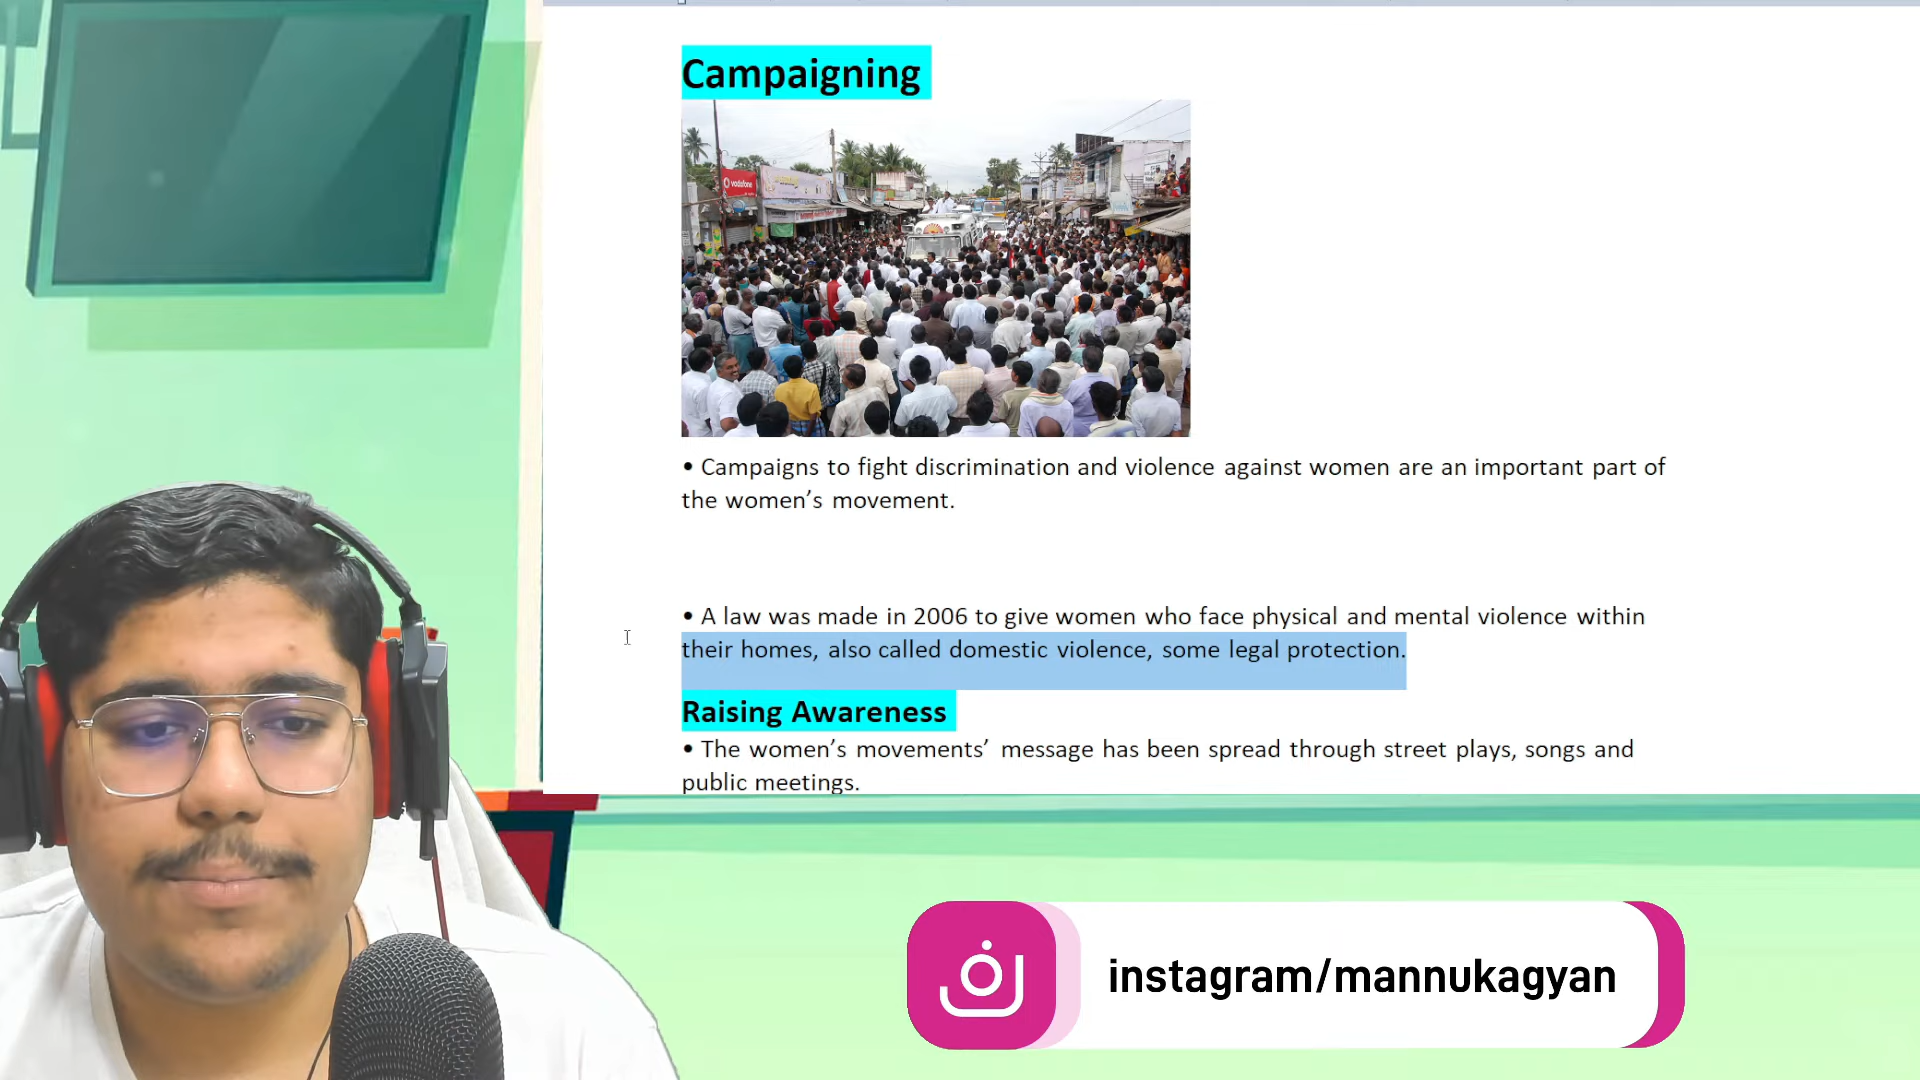 Campaigning
vodafone
• Campaigns to fight discrimination and violence against women are an important part of
the women’s movement.
• A law was made in 2006 to give women who face physical and mental violence within
their homes, also called domestic violence, some legal protection.
Raising Awareness
• The women’s movements’ message has been spread through street plays, songs and
public meetings.
instagram/mannukagyan